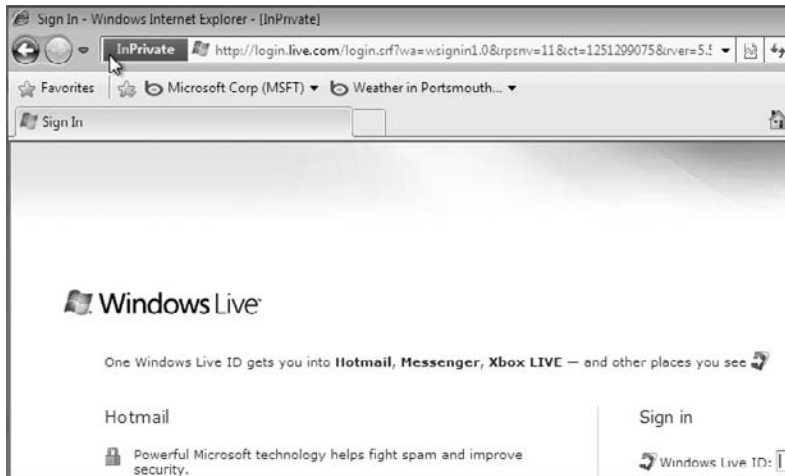 Sign In - Windows Internet Explorer - [InPrivate]
InPrivate http://login.live.com/login.srf?wa=wsignin1.0&rpsnv=11&ct=1251299075&rver=5.5
Favorites Microsoft Corp (MSFT) Weather in Portsmouth...
Sign In
Windows Live
One Windows Live ID gets you into Hotmail, Messenger, Xbox LIVE — and other places you see
Hotmail
Sign in
Powerful Microsoft technology helps fight spam and improve
security.
Windows Live ID: